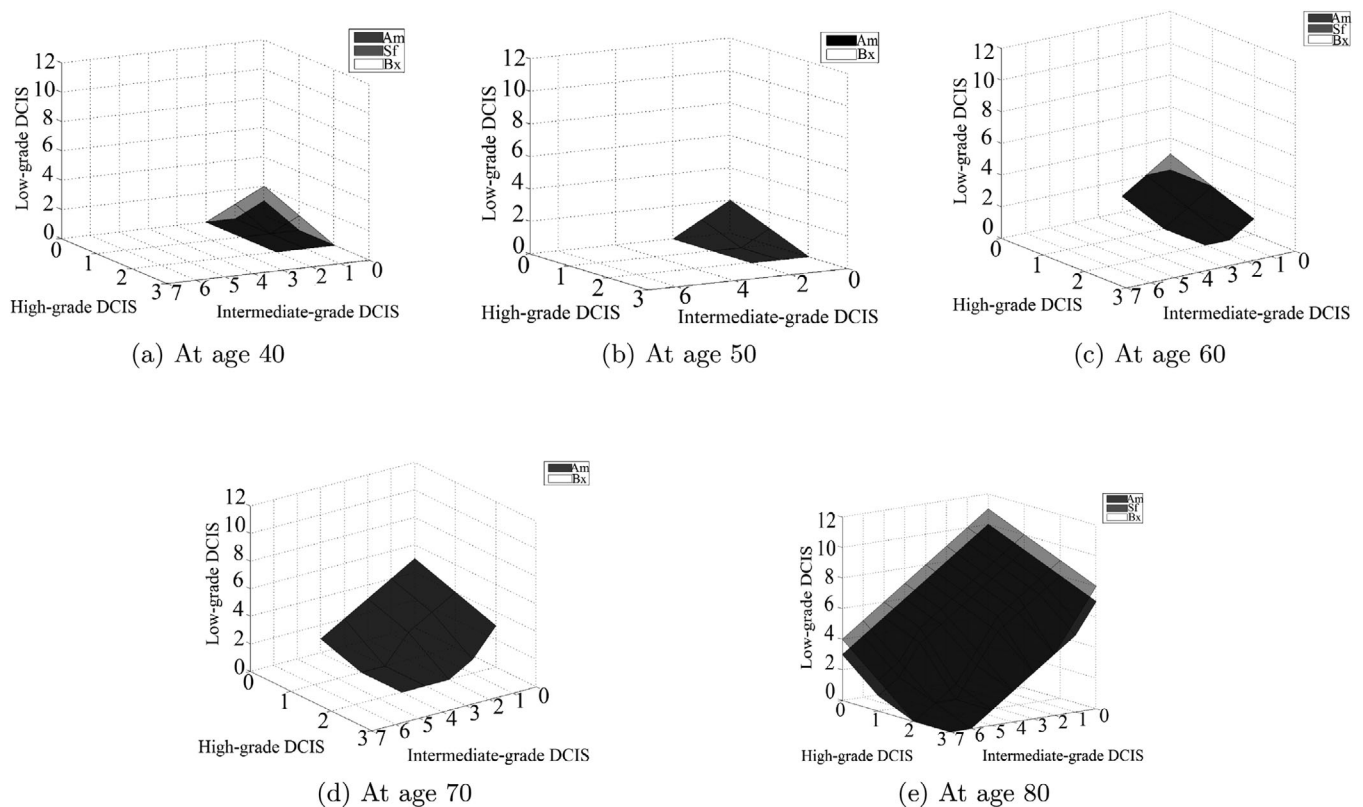 Am
Sf
Bx
12
10
8
6
4
2
0
Low-grade DCIS
0
1
2
3
High-grade DCIS
7 6 5 4 3 2 1 0
Intermediate-grade DCIS
(a) At age 40
Am
Bx
12
10
8
6
4
2
0
Low-grade DCIS
0
1
2
3
High-grade DCIS
6 4 2 0
Intermediate-grade DCIS
(b) At age 50
Am
Sf
Bx
12
10
8
6
4
2
0
Low-grade DCIS
0
1
2
3
High-grade DCIS
7 6 5 4 3 2 1 0
Intermediate-grade DCIS
(c) At age 60
Am
Bx
12
10
8
6
4
2
0
Low-grade DCIS
0
1
2
3
High-grade DCIS
7 6 5 4 3 2 1 0
Intermediate-grade DCIS
(d) At age 70
Am
Sf
Bx
12
10
8
6
4
2
0
Low-grade DCIS
0
1
2
3
High-grade DCIS
7 6 5 4 3 2 1 0
Intermediate-grade DCIS
(e) At age 80